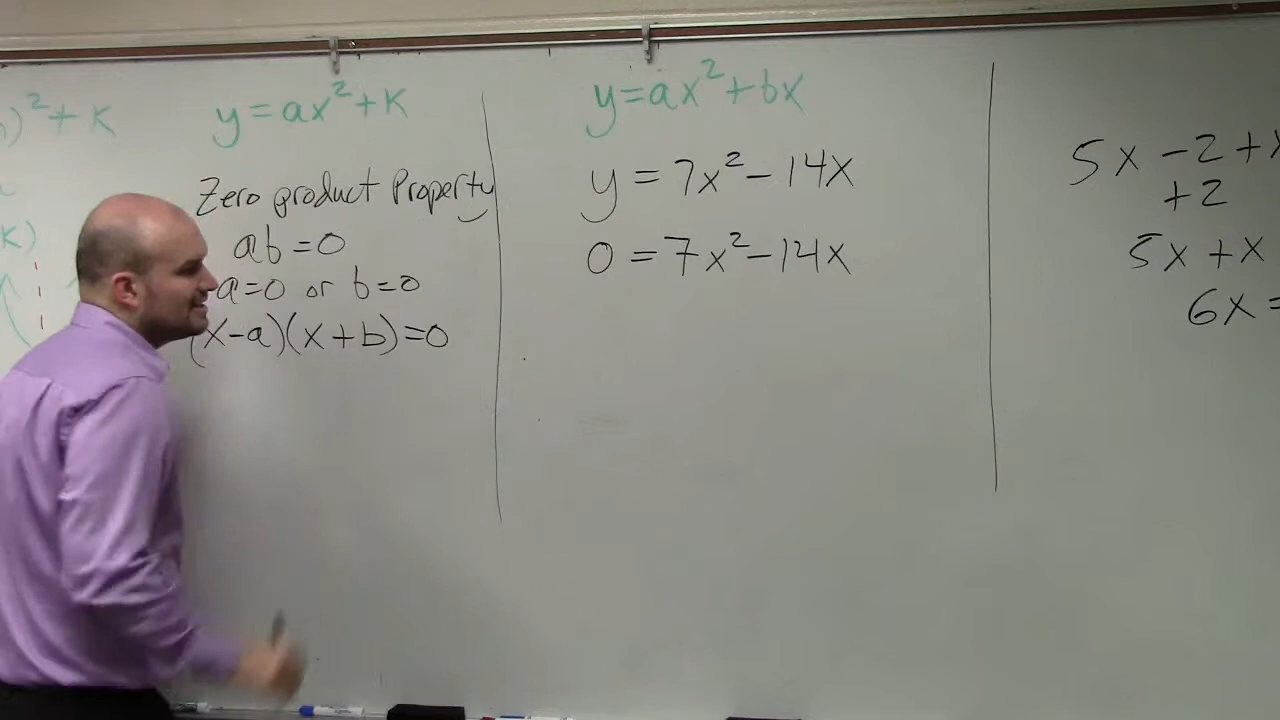 )² + K
K)
y = ax² + K
Zero product Property
ab = 0
a = 0 or b = 0
(x - a)(x + b) = 0
y = ax² + bx
y = 7x² - 14x
0 = 7x² - 14x
5x - 2 + x
+ 2
5x + x
6x =